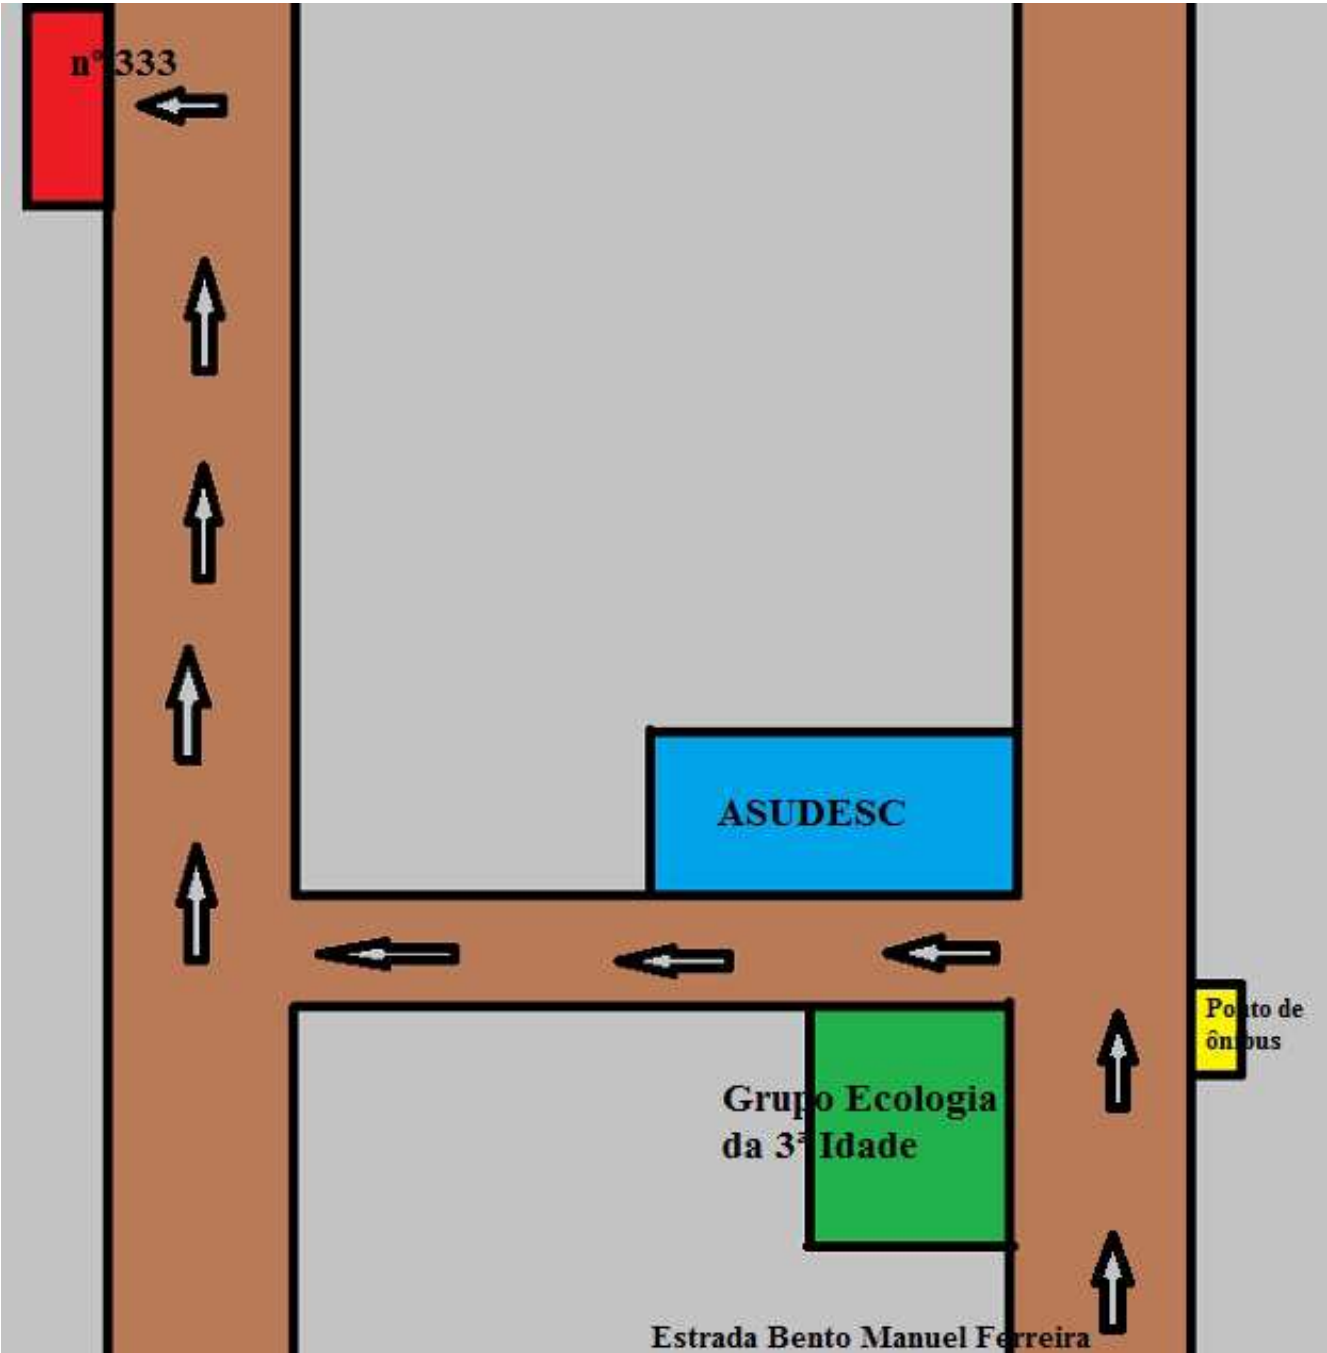 nº 333
ASUDESC
Ponto de
ônibus
Grupo Ecologia
da 3ª Idade
Estrada Bento Manuel Ferreira